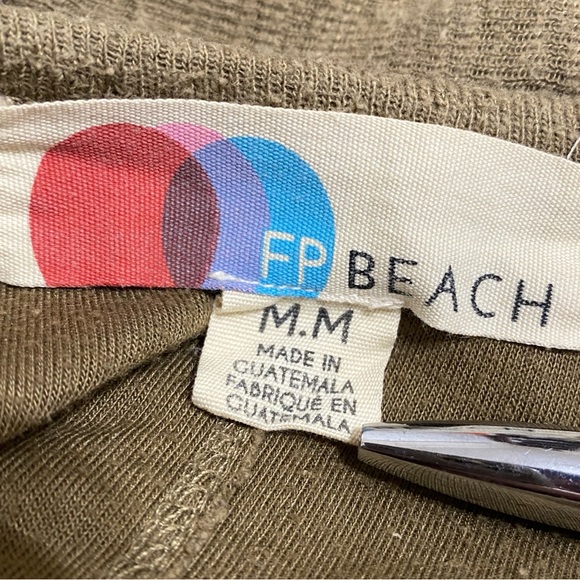 FP BEACH
M.M
MADE IN
GUATEMALA
FABRIQUÉ EN
GUATEMALA